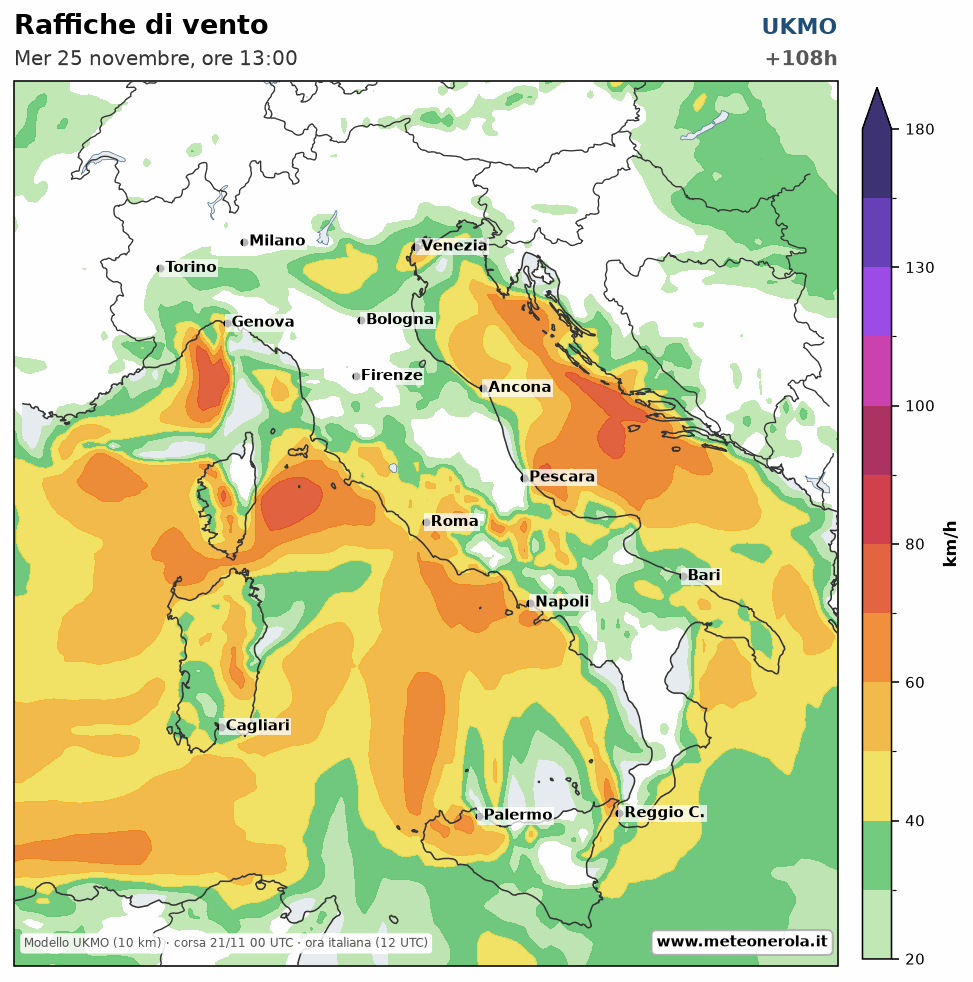 Raffiche di vento
UKMO
Mer 25 novembre, ore 13:00
+108h
180
130
100
80
60
40
20
km/h
Milano
Venezia
Torino
Genova
Bologna
Firenze
Ancona
Pescara
Roma
Bari
Napoli
Cagliari
Palermo
Reggio C.
Modello UKMO (10 km) · corsa 21/11 00 UTC · ora italiana (12 UTC)
www.meteonerola.it